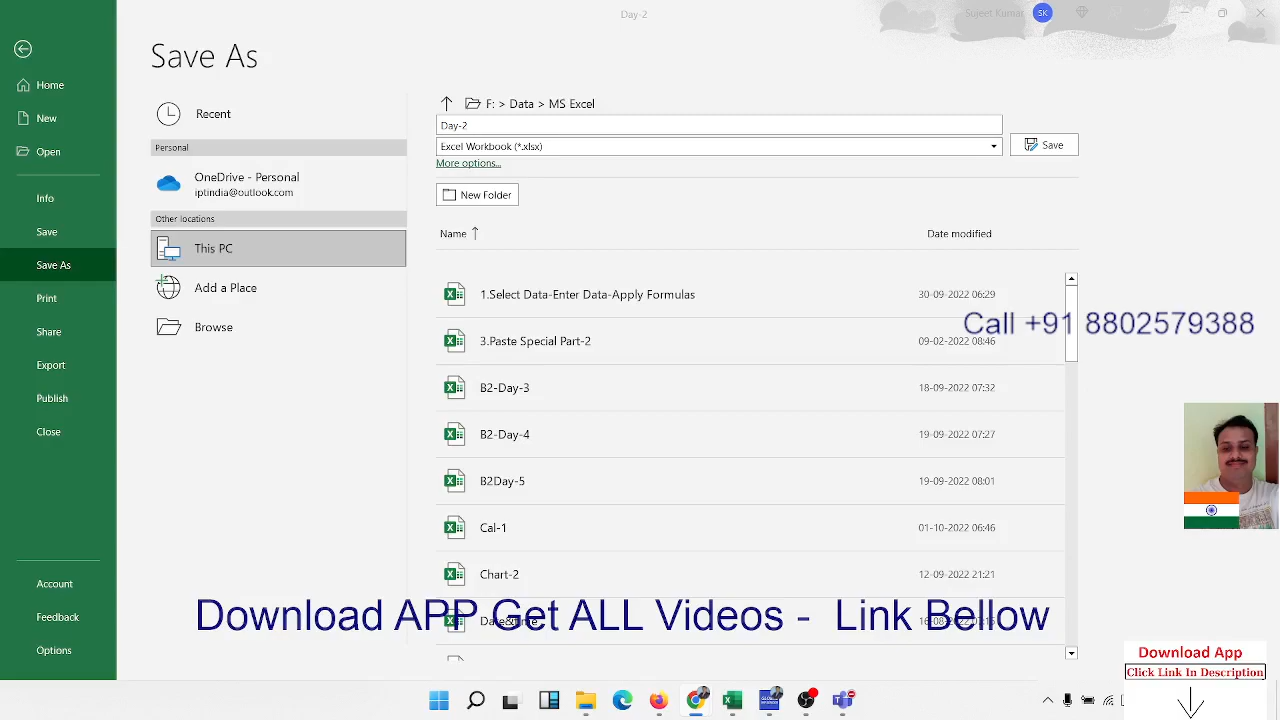 Day-2
Sujeet Kumar
SK
Save As
Home
New
Open
Info
Save
Save As
Print
Share
Export
Publish
Close
Account
Feedback
Options
Recent
Personal
OneDrive - Personal
iptindia@outlook.com
Other locations
This PC
Add a Place
Browse
F: > Data > MS Excel
Day-2
Excel Workbook (*.xlsx)
Save
More options...
New Folder
Name
Date modified
1.Select Data-Enter Data-Apply Formulas
30-09-2022 06:29
Call +91 8802579388
3.Paste Special Part-2
09-02-2022 08:46
B2-Day-3
18-09-2022 07:32
B2-Day-4
19-09-2022 07:27
B2Day-5
19-09-2022 08:01
Cal-1
01-10-2022 06:46
Chart-2
12-09-2022 21:21
Download APP Get ALL Videos - Link Bellow
Download App
Click Link In Description